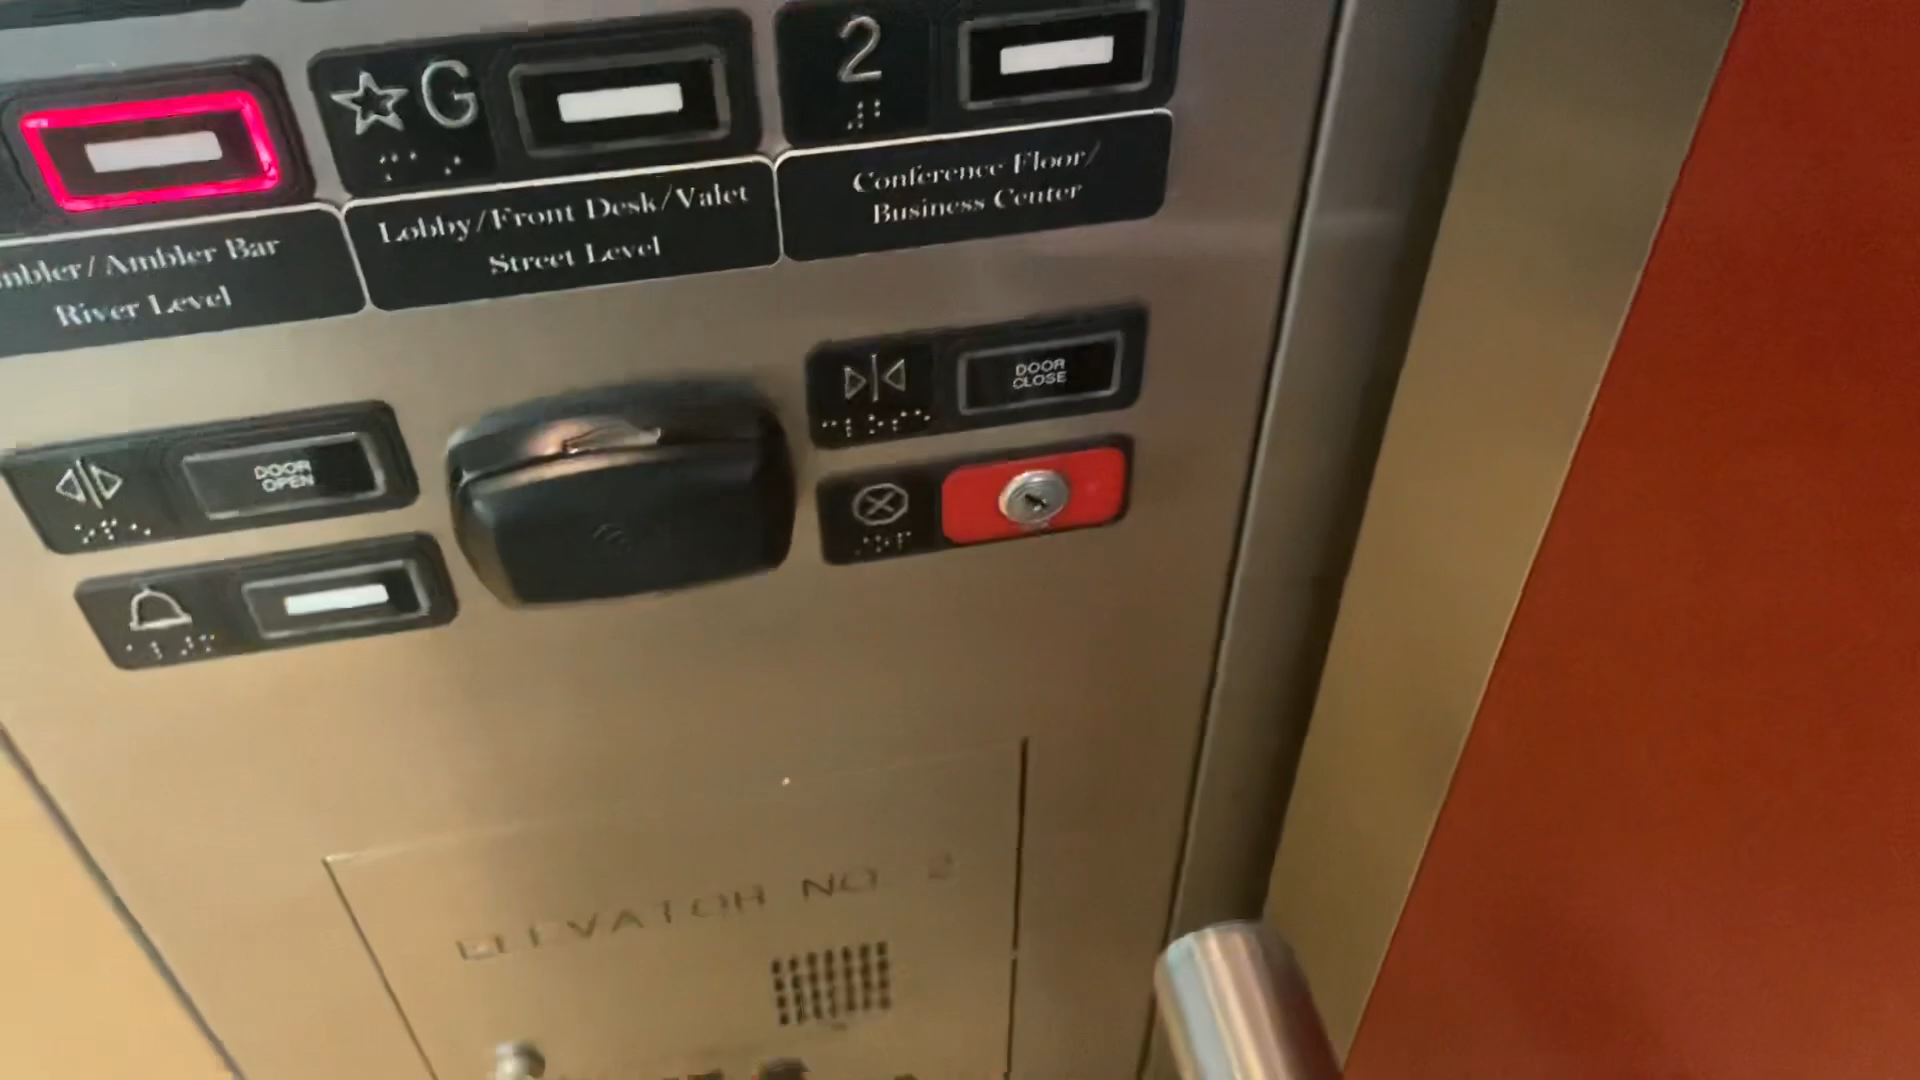 G
2
Ambler Bar
River Level
Lobby/Front Desk/Valet
Street Level
Conference Floor/
Business Center
DOOR
OPEN
DOOR
CLOSE
ELEVATOR NO. 2